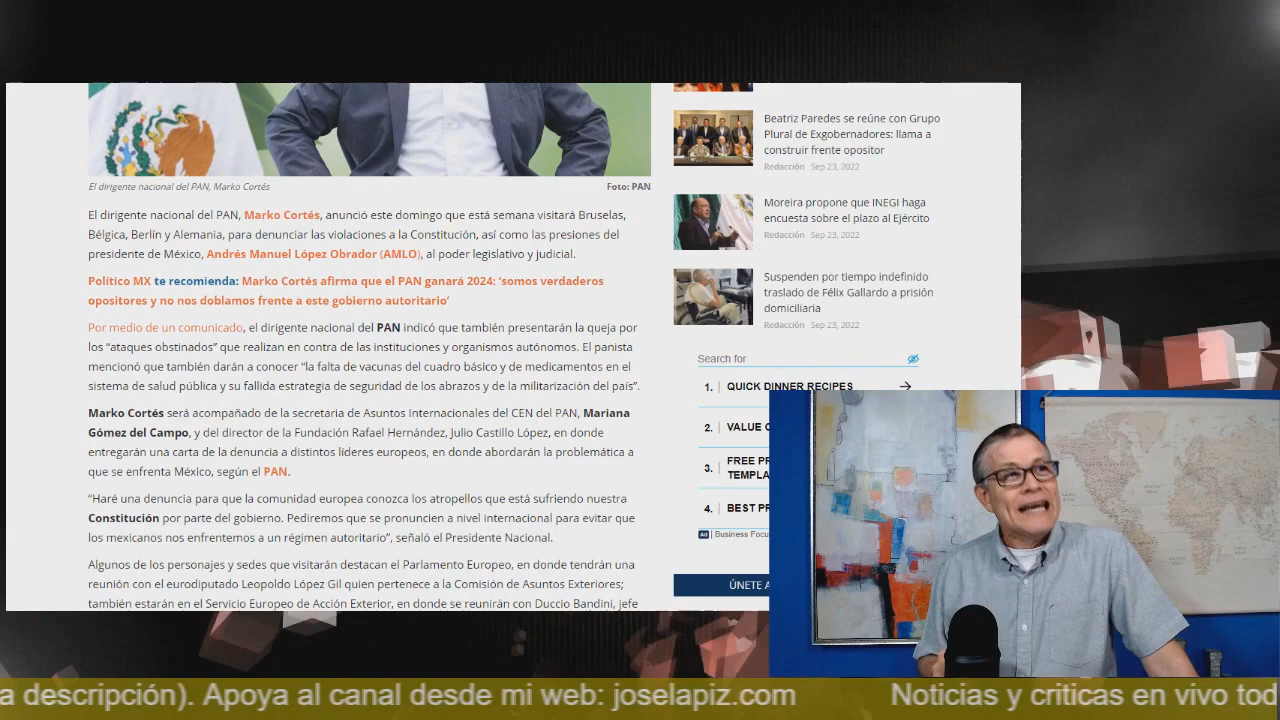 El dirigente nacional del PAN, Marko Cortés
Foto: PAN
El dirigente nacional del PAN, Marko Cortés, anunció este domingo que está semana visitará Bruselas,
Bélgica, Berlín y Alemania, para denunciar las violaciones a la Constitución, así como las presiones del
presidente de México, Andrés Manuel López Obrador (AMLO), al poder legislativo y judicial.
Político MX te recomienda: Marko Cortés afirma que el PAN ganará 2024: ‘somos verdaderos
opositores y no nos doblamos frente a este gobierno autoritario’
Por medio de un comunicado, el dirigente nacional del PAN indicó que también presentarán la queja por
los “ataques obstinados” que realizan en contra de las instituciones y organismos autónomos. El panista
mencionó que también darán a conocer “la falta de vacunas del cuadro básico y de medicamentos en el
sistema de salud pública y su fallida estrategia de seguridad de los abrazos y de la militarización del país”.
Marko Cortés será acompañado de la secretaria de Asuntos Internacionales del CEN del PAN, Mariana
Gómez del Campo, y del director de la Fundación Rafael Hernández, Julio Castillo López, en donde
entregarán una carta de la denuncia a distintos líderes europeos, en donde abordarán la problemática a
que se enfrenta México, según el PAN.
“Haré una denuncia para que la comunidad europea conozca los atropellos que está sufriendo nuestra
Constitución por parte del gobierno. Pediremos que se pronuncien a nivel internacional para evitar que
los mexicanos nos enfrentemos a un régimen autoritario”, señaló el Presidente Nacional.
Algunos de los personajes y sedes que visitarán destacan el Parlamento Europeo, en donde tendrán una
reunión con el eurodiputado Leopoldo López Gil quien pertenece a la Comisión de Asuntos Exteriores;
también estarán en el Servicio Europeo de Acción Exterior, en donde se reunirán con Duccio Bandini, jefe
Beatriz Paredes se reúne con Grupo
Plural de Exgobernadores: llama a
construir frente opositor
Redacción Sep 23, 2022
Moreira propone que INEGI haga
encuesta sobre el plazo al Ejército
Redacción Sep 23, 2022
Suspenden por tiempo indefinido
traslado de Félix Gallardo a prisión
domiciliaria
Redacción Sep 23, 2022
Search for
1. QUICK DINNER RECIPES
2. VALUE
3. FREE
TEMPLA
4. BEST
Ad Business Focu
ÚNETE A
a descripción). Apoya al canal desde mi web: joselapiz.com
Noticias y criticas en vivo tod